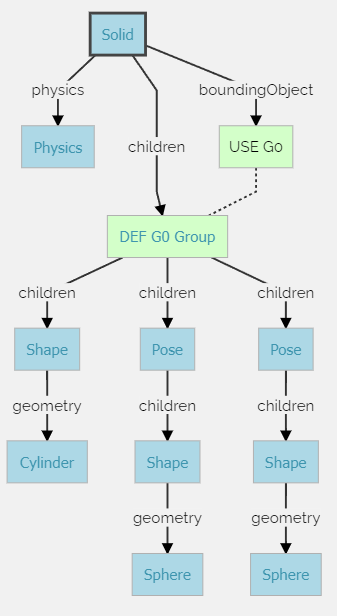 Solid
physics
boundingObject
Physics
children
USE G0
DEF G0 Group
children
children
children
Shape
Pose
Pose
geometry
children
children
Cylinder
Shape
Shape
geometry
geometry
Sphere
Sphere